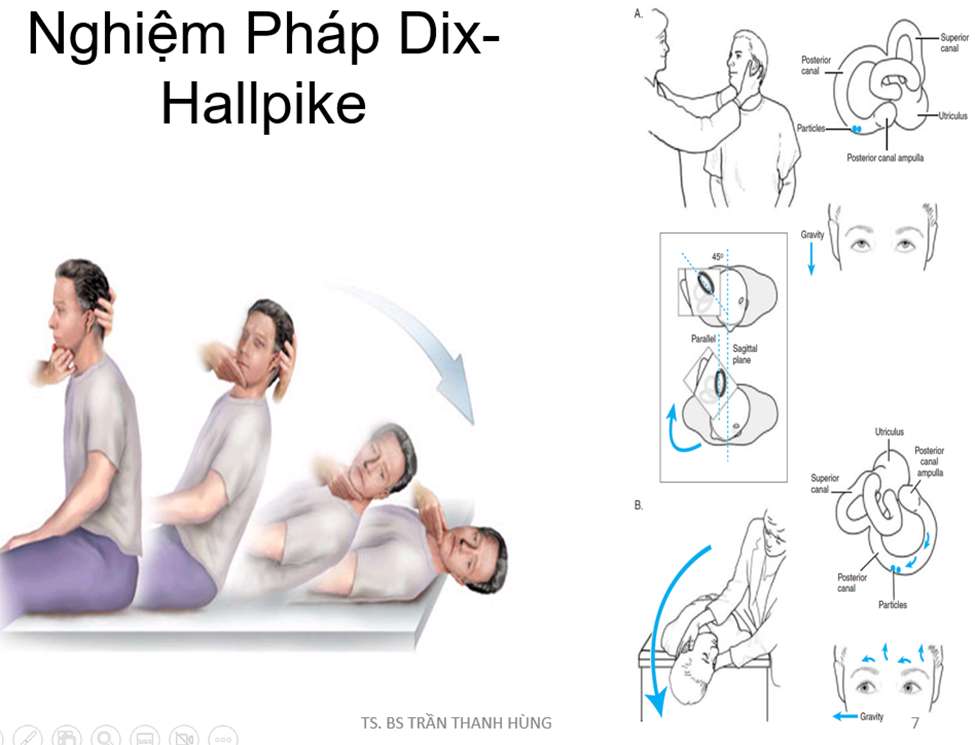 Nghiệm Pháp Dix-
Hallpike
A.
Superior
canal
Posterior
canal
Utriculus
Particles
Posterior canal ampulla
Gravity
45º
Parallel
Sagittal
plane
Utriculus
Posterior
canal
ampulla
Superior
canal
B.
Posterior
canal
Particles
Gravity
TS. BS TRẦN THANH HÙNG
7